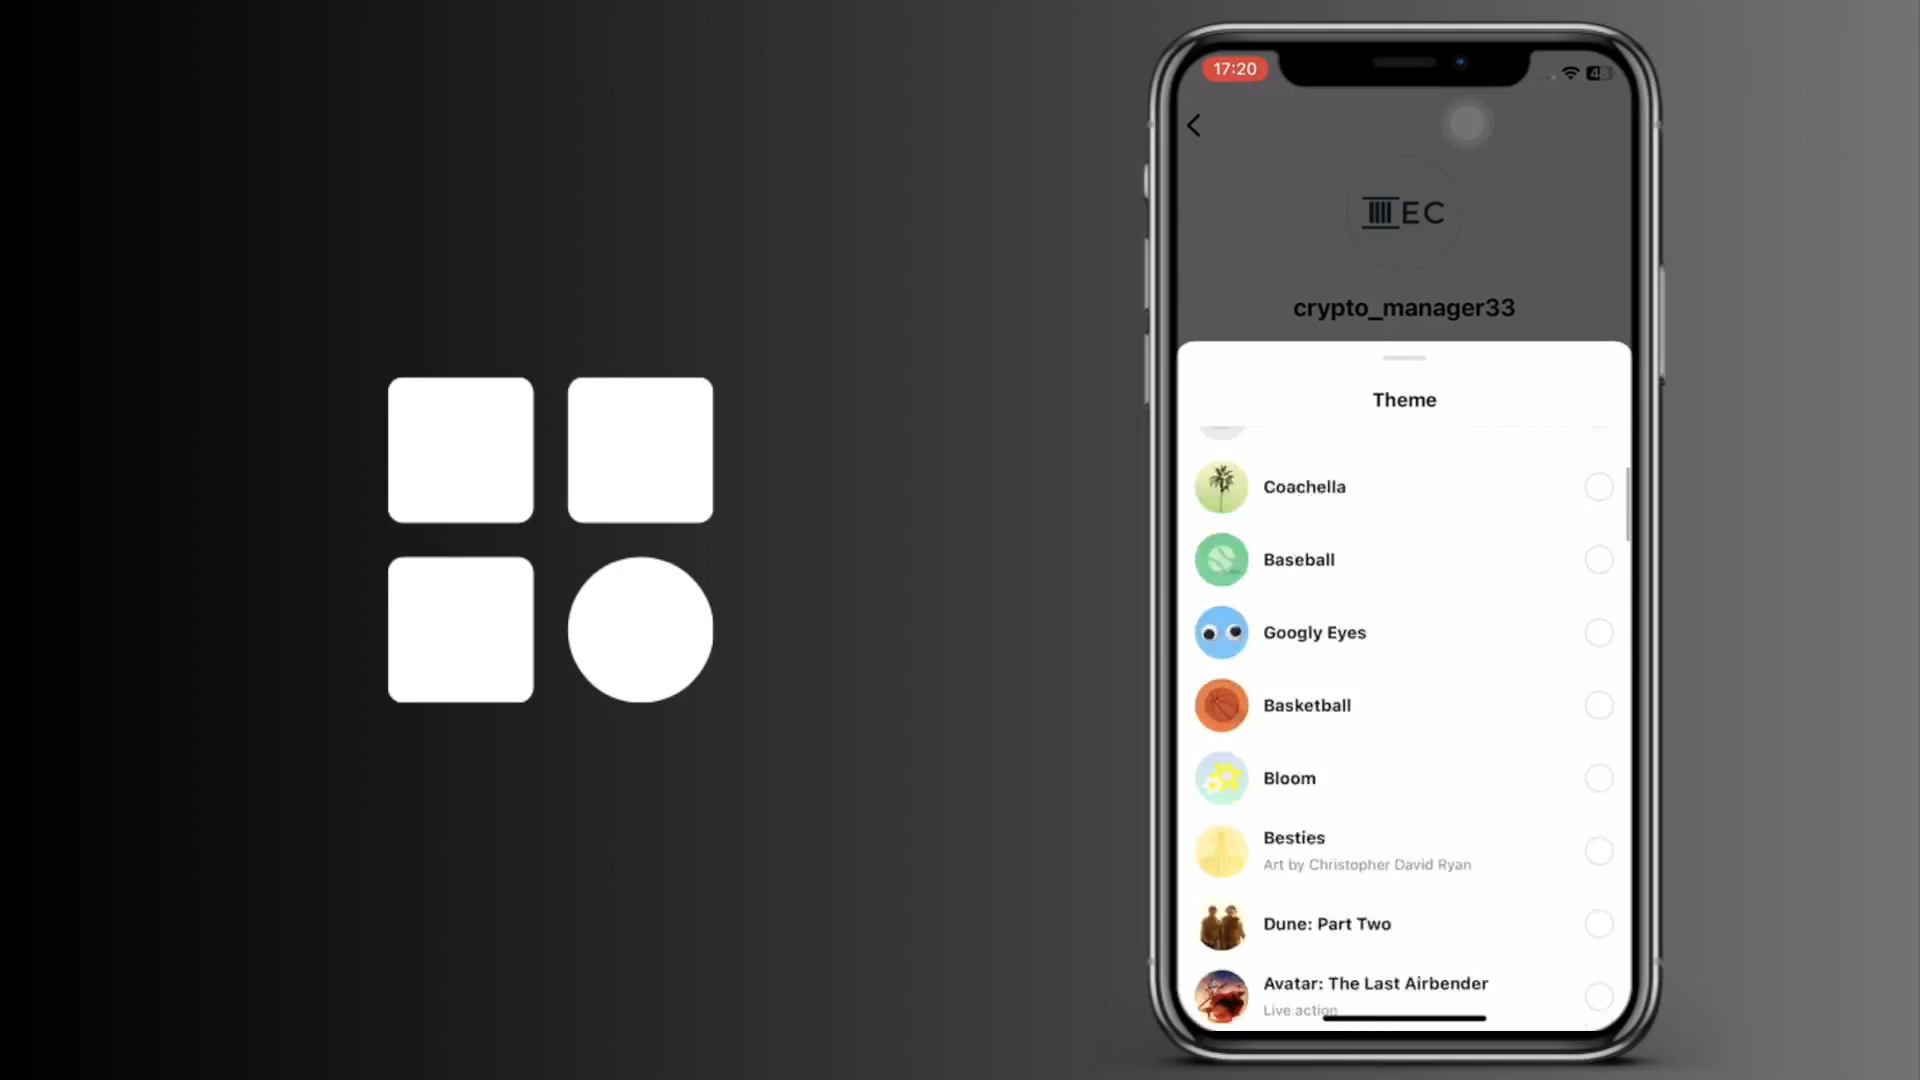 17:20
EC
crypto_manager33
Theme
Coachella
Baseball
Googly Eyes
Basketball
Bloom
Besties
Art by Christopher David Ryan
Dune: Part Two
Avatar: The Last Airbender
Live action